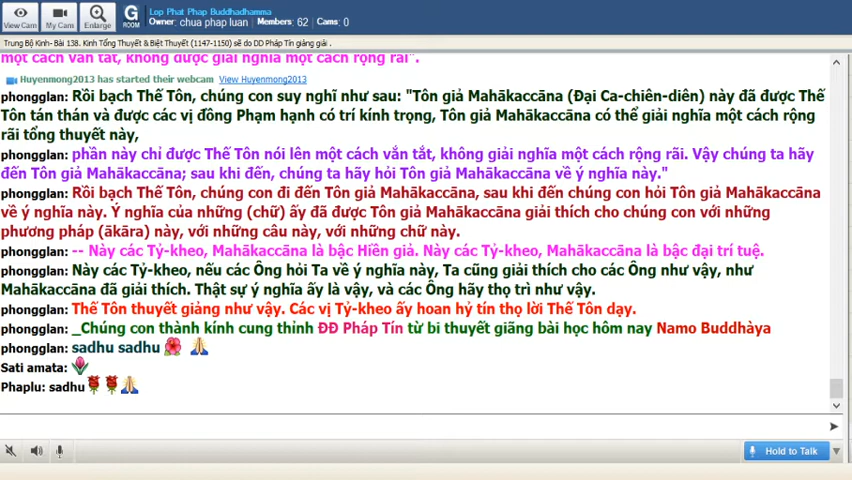 View Cam
My Cam
Enlarge
G
ROOM
Lop Phat Phap Buddhadhamma
Owner: chua phap luan Members: 62 Cams: 0
Trung Bộ Kinh- Bài 138. Kinh Tổng Thuyết & Biệt Thuyết (1147-1150) sẽ do DD Pháp Tín giảng giải .
một cách vắn tắt, không được giải nghĩa một cách rộng rãi".
Huyenmong2013 has started their webcam View Huyenmong2013
phongglan: Rồi bạch Thế Tôn, chúng con suy nghĩ như sau: "Tôn giả Mahākaccāna (Đại Ca-chiên-diên) này đã được Thế
Tôn tán thán và được các vị đồng Phạm hạnh có trí kính trọng, Tôn giả Mahākaccāna có thể giải nghĩa một cách rộng
rãi tổng thuyết này,
phongglan: phần này chỉ được Thế Tôn nói lên một cách vắn tắt, không giải nghĩa một cách rộng rãi. Vậy chúng ta hãy
đến Tôn giả Mahākaccāna; sau khi đến, chúng ta hãy hỏi Tôn giả Mahākaccāna về ý nghĩa này."
phongglan: Rồi bạch Thế Tôn, chúng con đi đến Tôn giả Mahākaccāna, sau khi đến chúng con hỏi Tôn giả Mahākaccāna
về ý nghĩa này. Ý nghĩa của những (chữ) ấy đã được Tôn giả Mahākaccāna giải thích cho chúng con với những
phương pháp (ākāra) này, với những câu này, với những chữ này.
phongglan: -- Này các Tỷ-kheo, Mahākaccāna là bậc Hiền giả. Này các Tỷ-kheo, Mahākaccāna là bậc đại trí tuệ.
phongglan: Này các Tỷ-kheo, nếu các Ông hỏi Ta về ý nghĩa này, Ta cũng giải thích cho các Ông như vậy, như
Mahākaccāna đã giải thích. Thật sự ý nghĩa ấy là vậy, và các Ông hãy thọ trì như vậy.
phongglan: Thế Tôn thuyết giảng như vậy. Các vị Tỷ-kheo ấy hoan hỷ tín thọ lời Thế Tôn dạy.
phongglan: _Chúng con thành kính cung thỉnh ĐĐ Pháp Tín từ bi thuyết giãng bài học hôm nay Namo Buddhàya
phongglan: sadhu sadhu
Sati amata:
Phaplu: sadhu
Hold to Talk